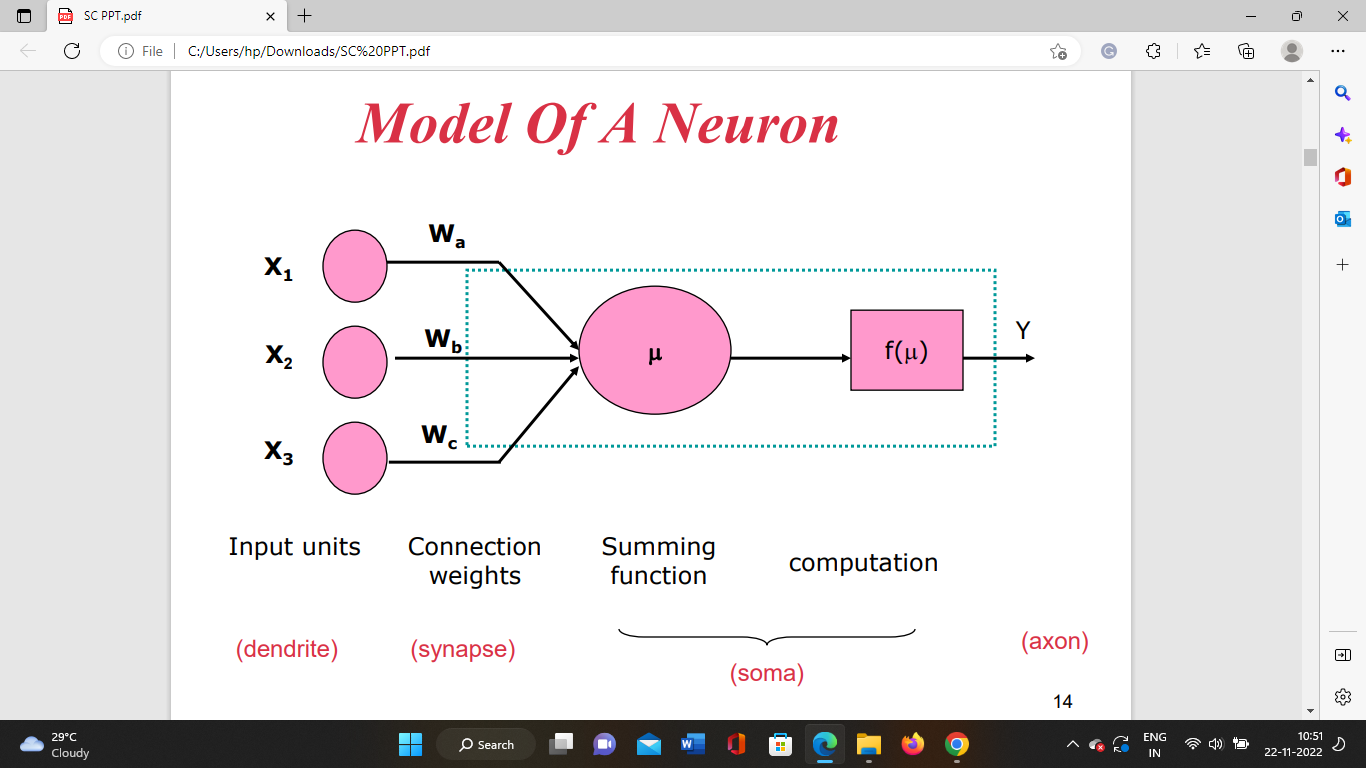 SC PPT.pdf
File
C:/Users/hp/Downloads/SC%20PPT.pdf
Model Of A Neuron
X1
Wa
X2
Wb
X3
Wc
μ
f(μ)
Y
Input units
Connection
weights
Summing
function
computation
(dendrite)
(synapse)
(soma)
(axon)
14
29°C
Cloudy
Search
ENG
IN
10:51
22-11-2022